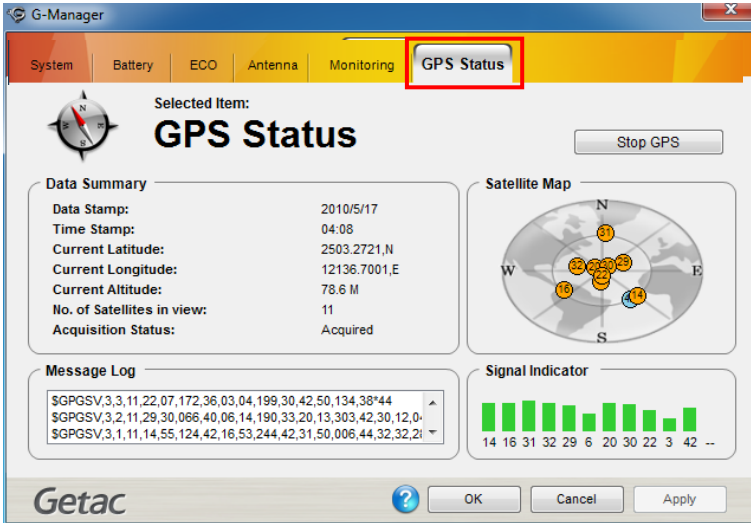 G-Manager
System Battery ECO Antenna Monitoring GPS Status
Selected Item:
GPS Status
Stop GPS
Data Summary
Data Stamp: 2010/5/17
Time Stamp: 04:08
Current Latitude: 2503.2721,N
Current Longitude: 12136.7001,E
Current Altitude: 78.6 M
No. of Satellites in view: 11
Acquisition Status: Acquired
Satellite Map
N
31
32 20 30 29
22
W E
16 14
S
Message Log
$GPGSV,3,3,11,22,07,172,36,03,04,199,30,42,50,134,38*44
$GPGSV,3,2,11,29,30,066,40,06,14,190,33,20,13,303,42,30,12,0
$GPGSV,3,1,11,14,55,124,42,16,53,244,42,31,50,006,44,32,32,2
Signal Indicator
14 16 31 32 29 6 20 30 22 3 42 --
Getac
? OK Cancel Apply